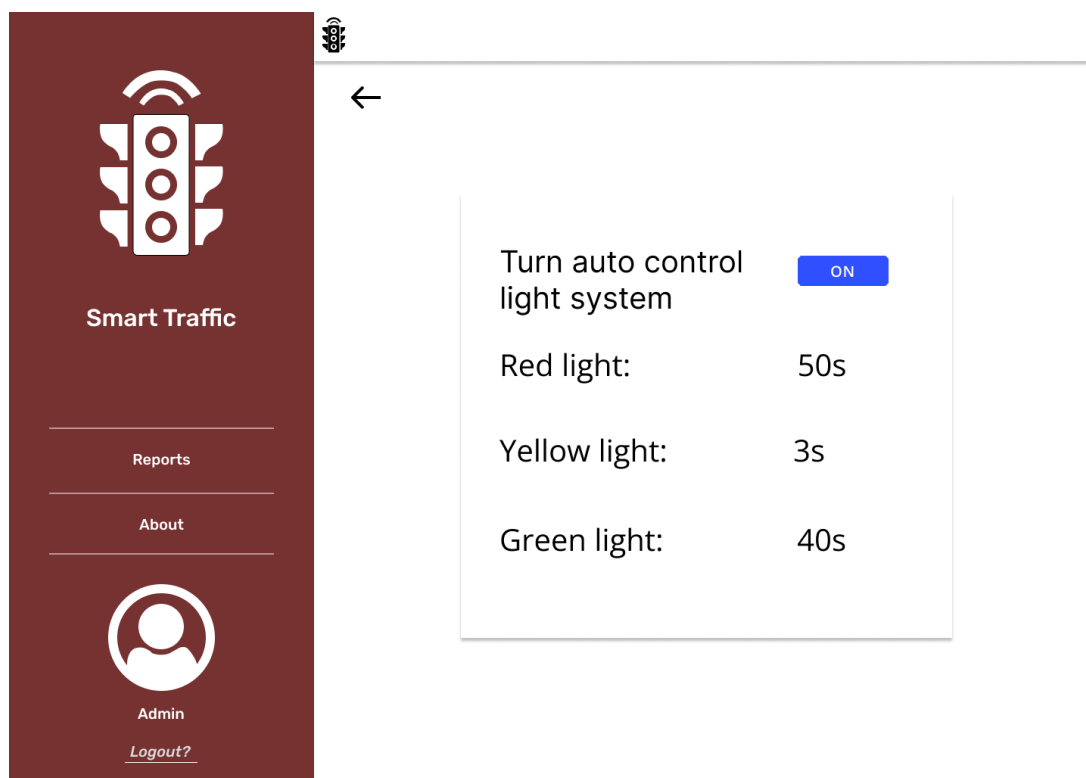 Smart Traffic
Reports
About
Admin
Logout?
Turn auto control
light system
ON
Red light: 50s
Yellow light: 3s
Green light: 40s